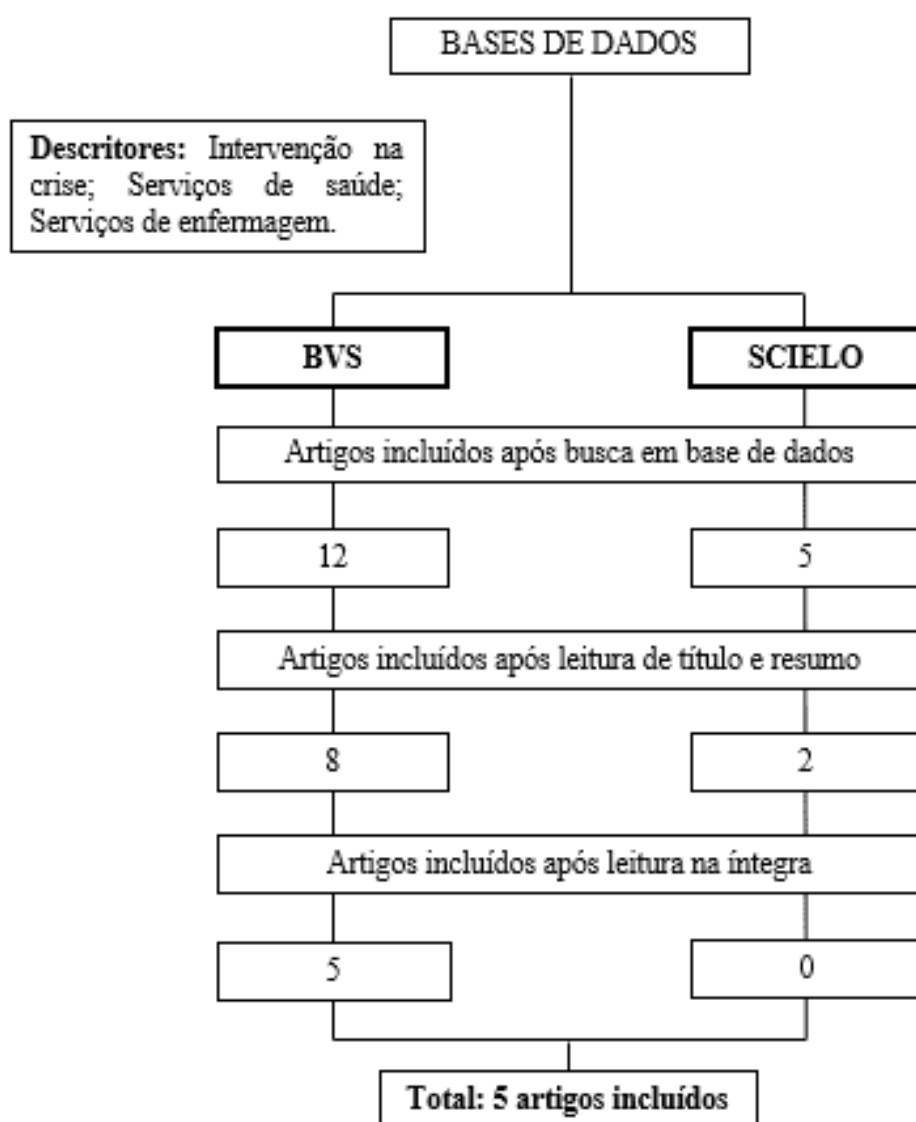 BASES DE DADOS
Descritores: Intervenção na
crise; Serviços de saúde;
Serviços de enfermagem.
BVS
SCIELO
Artigos incluídos após busca em base de dados
12
5
Artigos incluídos após leitura de título e resumo
8
2
Artigos incluídos após leitura na íntegra
5
0
Total: 5 artigos incluídos